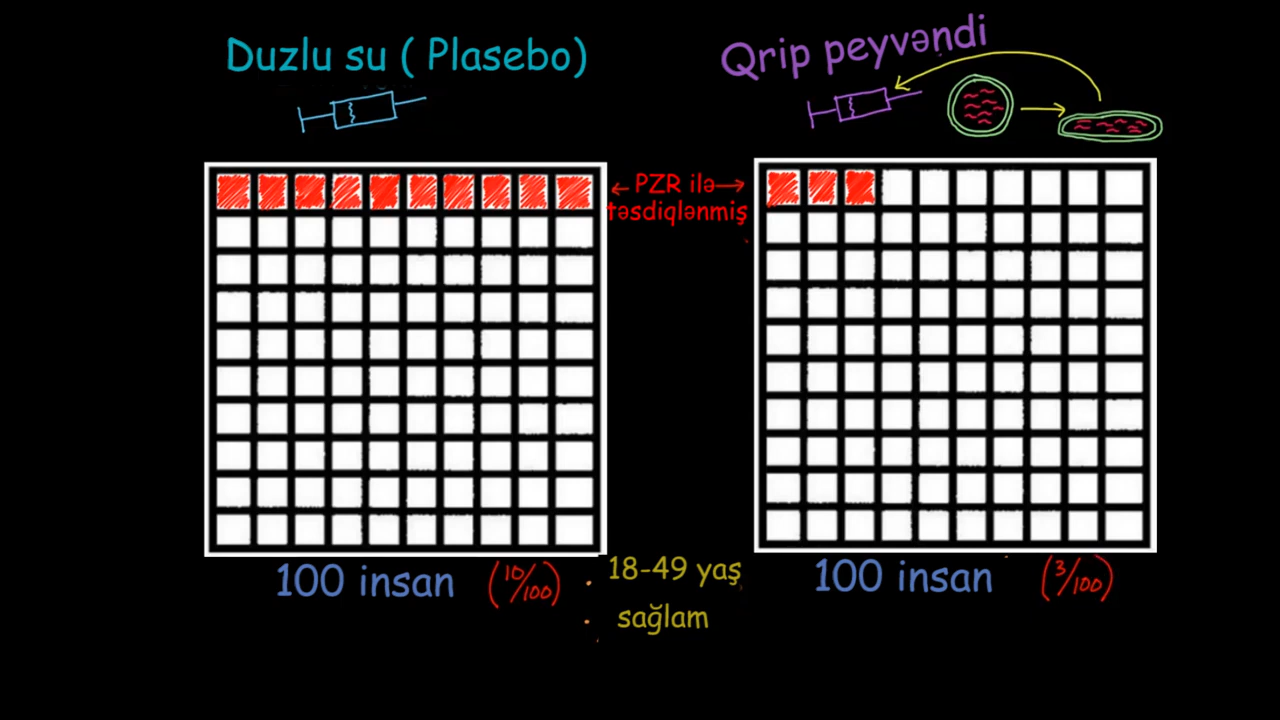 Duzlu su ( Plasebo)
Qrip peyvəndi
← PZR ilə→
təsdiqlənmiş
100 insan (10/100)
18-49 yaş
sağlam
100 insan (3/100)